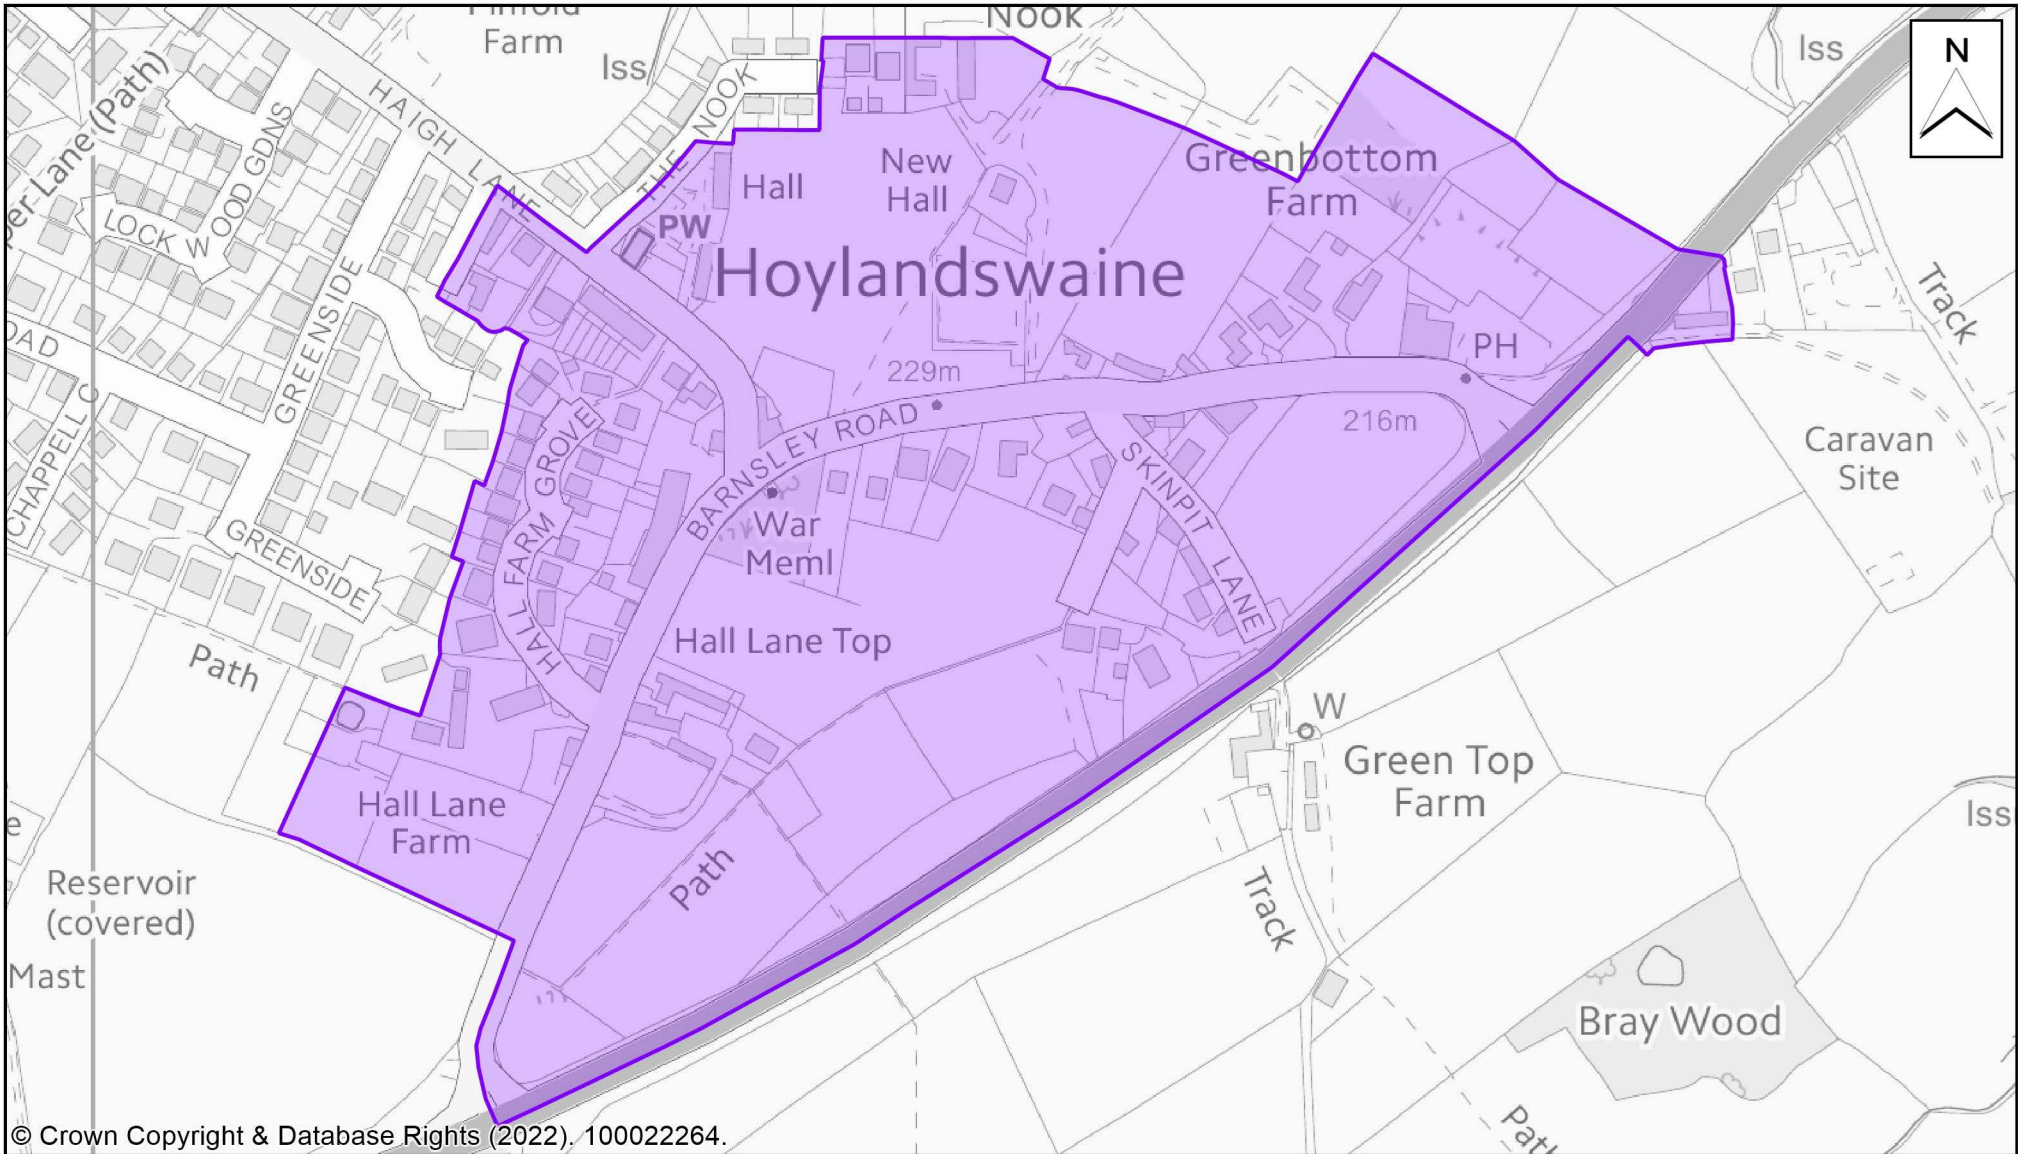 Farm
Nook
Iss
Iss
N
HAIGH LANE
THE NOOK
LOCKWOOD GDNS
GREENSIDE
Hall
New
Hall
PW
Greenbottom
Farm
Hoylandswaine
Track
PH
229m
216m
BARNSLEY ROAD
SKINPIT LANE
HALL FARM GROVE
GREENSIDE
War
Meml
Caravan
Site
Hall Lane Top
Path
W
Green Top
Farm
Hall Lane
Farm
Path
Track
Iss
Reservoir
(covered)
Mast
Bray Wood
© Crown Copyright & Database Rights (2022). 100022264.